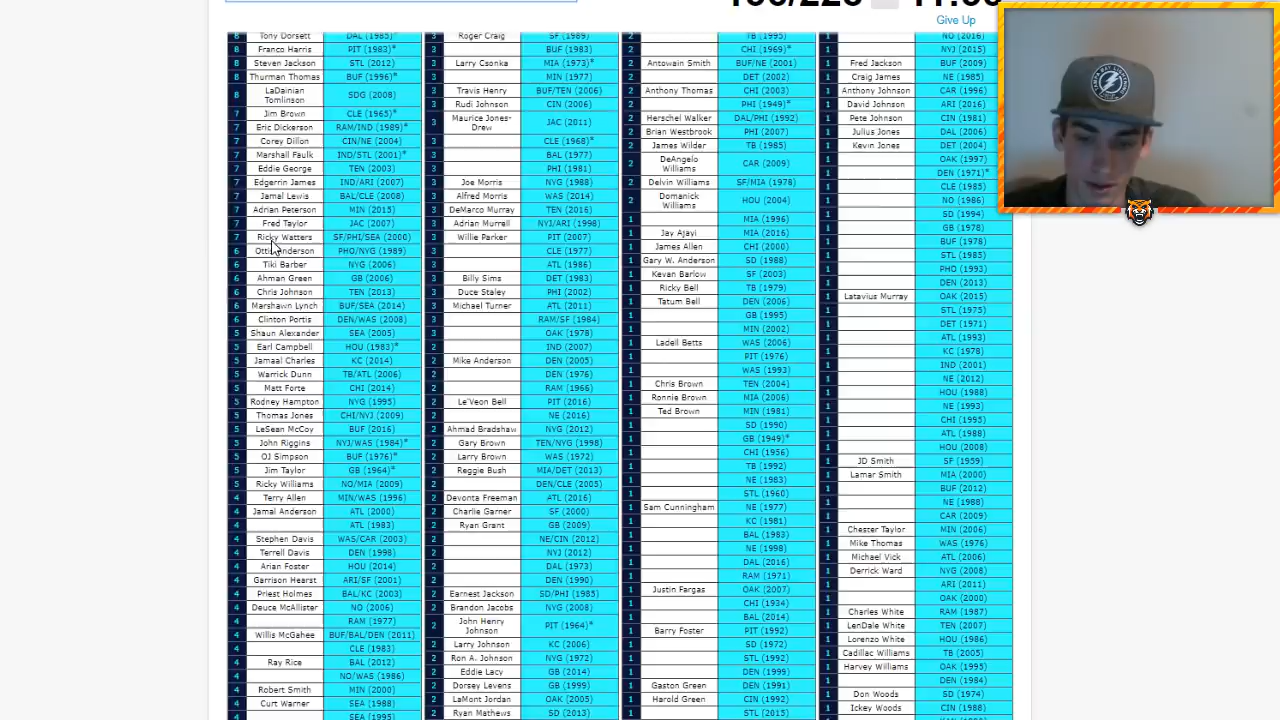 Give Up
8 Tony Dorsett DAL (1985)*
8 Franco Harris PIT (1983)*
8 Steven Jackson STL (2012)
8 Thurman Thomas BUF (1996)*
8 LaDainian Tomlinson SDG (2008)
7 Jim Brown CLE (1965)*
7 Eric Dickerson RAM/IND (1989)*
7 Corey Dillon CIN/NE (2004)
7 Marshall Faulk IND/STL (2001)*
7 Eddie George TEN (2003)
7 Edgerrin James IND/ARI (2007)
7 Jamal Lewis BAL/CLE (2008)
7 Adrian Peterson MIN (2015)
7 Fred Taylor JAC (2007)
7 Ricky Watters SF/PHI/SEA (2000)
6 Ottis Anderson PHO/NYG (1989)
6 Tiki Barber NYG (2006)
6 Ahman Green GB (2006)
6 Chris Johnson TEN (2013)
6 Marshawn Lynch BUF/SEA (2014)
6 Clinton Portis DEN/WAS (2008)
5 Shaun Alexander SEA (2005)
5 Earl Campbell HOU (1983)*
5 Jamaal Charles KC (2014)
5 Warrick Dunn TB/ATL (2006)
5 Matt Forte CHI (2014)
5 Rodney Hampton NYG (1995)
5 Thomas Jones CHI/NYJ (2009)
5 LeSean McCoy BUF (2016)
5 John Riggins NYJ/WAS (1984)*
5 OJ Simpson BUF (1976)*
5 Jim Taylor GB (1964)*
5 Ricky Williams NO/MIA (2009)
4 Terry Allen MIN/WAS (1996)
4 Jamal Anderson ATL (2000)
4 ATL (1983)
4 Stephen Davis WAS/CAR (2003)
4 Terrell Davis DEN (1998)
4 Arian Foster HOU (2014)
4 Garrison Hearst ARI/SF (2001)
4 Priest Holmes BAL/KC (2003)
4 Deuce McAllister NO (2006)
4 RAM (1977)
4 Willis McGahee BUF/BAL/DEN (2011)
4 CLE (1983)
4 Ray Rice BAL (2012)
4 NO/WAS (1986)
4 Robert Smith MIN (2000)
4 Curt Warner SEA (1988)
4 SEA (1995)
3 Roger Craig SF (1989)
3 BUF (1983)
3 Larry Csonka MIA (1973)*
3 MIN (1977)
3 Travis Henry BUF/TEN (2006)
3 Rudi Johnson CIN (2006)
3 Maurice Jones-Drew JAC (2011)
3 CLE (1968)*
3 BAL (1977)
3 PHI (1981)
3 Joe Morris NYG (1988)
3 Alfred Morris WAS (2014)
3 DeMarco Murray TEN (2016)
3 Adrian Murrell NYJ/ARI (1998)
3 Willie Parker PIT (2007)
3 CLE (1977)
3 ATL (1986)
3 Billy Sims DET (1983)
3 Duce Staley PHI (2002)
3 Michael Turner ATL (2011)
3 RAM/SF (1984)
3 OAK (1978)
2 IND (2007)
2 Mike Anderson DEN (2005)
2 DEN (1976)
2 RAM (1966)
2 Le'Veon Bell PIT (2016)
2 NE (2016)
2 Ahmad Bradshaw NYG (2012)
2 Gary Brown TEN/NYG (1998)
2 Larry Brown WAS (1972)
2 Reggie Bush MIA/DET (2013)
2 DEN/CLE (2005)
2 Devonta Freeman ATL (2016)
2 Charlie Garner SF (2000)
2 Ryan Grant GB (2009)
2 NE/CIN (2012)
2 NYJ (2012)
2 DAL (1973)
2 DEN (1990)
2 Earnest Jackson SD/PHI (1985)
2 Brandon Jacobs NYG (2008)
2 John Henry Johnson PIT (1964)*
2 Larry Johnson KC (2006)
2 Ron A. Johnson NYG (1972)
2 Eddie Lacy GB (2014)
2 Dorsey Levens GB (1999)
2 LaMont Jordan OAK (2005)
2 Ryan Mathews SD (2013)
2 TB (1995)
2 CHI (1969)*
2 Antowain Smith BUF/NE (2001)
2 DET (2002)
2 Anthony Thomas CHI (2003)
2 PHI (1949)*
2 Herschel Walker DAL/PHI (1992)
2 Brian Westbrook PHI (2007)
2 James Wilder TB (1985)
2 DeAngelo Williams CAR (2009)
2 Delvin Williams SF/MIA (1978)
2 Domanick Williams HOU (2004)
1 MIA (1996)
1 Jay Ajayi MIA (2016)
1 James Allen CHI (2000)
1 Gary W. Anderson SD (1988)
1 Kevan Barlow SF (2003)
1 Ricky Bell TB (1979)
1 Tatum Bell DEN (2006)
1 GB (1995)
1 MIN (2002)
1 Ladell Betts WAS (2006)
1 PIT (1976)
1 WAS (1993)
1 Chris Brown TEN (2004)
1 Ronnie Brown MIA (2006)
1 Ted Brown MIN (1981)
1 SD (1990)
1 GB (1949)*
1 CHI (1956)
1 TB (1992)
1 NE (1983)
1 STL (1960)
1 Sam Cunningham NE (1977)
1 KC (1981)
1 BAL (1983)
1 NE (1998)
1 DAL (2016)
1 RAM (1971)
1 Justin Fargas OAK (2007)
1 CHI (1934)
1 BAL (2014)
1 Barry Foster PIT (1992)
1 SD (1972)
1 STL (1992)
1 DEN (1999)
1 Gaston Green DEN (1991)
1 Harold Green CIN (1992)
1 STL (2015)
1 NO (2016)
1 NYJ (2015)
1 Fred Jackson BUF (2009)
1 Craig James NE (1985)
1 Anthony Johnson CAR (1996)
1 David Johnson ARI (2016)
1 Pete Johnson CIN (1981)
1 Julius Jones DAL (2006)
1 Kevin Jones DET (2004)
1 OAK (1997)
1 DEN (1971)*
1 CLE (1985)
1 NO (1986)
1 SD (1994)
1 GB (1978)
1 BUF (1978)
1 STL (1985)
1 PHO (1993)
1 DEN (2013)
1 Latavius Murray OAK (2015)
1 STL (1975)
1 DET (1971)
1 ATL (1993)
1 KC (1978)
1 IND (2001)
1 NE (2012)
1 HOU (1988)
1 NE (1993)
1 CHI (1995)
1 ATL (1988)
1 HOU (2008)
1 JD Smith SF (1959)
1 Lamar Smith MIA (2000)
1 BUF (2012)
1 NE (1988)
1 CAR (2009)
1 Chester Taylor MIN (2006)
1 Mike Thomas WAS (1976)
1 Michael Vick ATL (2006)
1 Derrick Ward NYG (2008)
1 ARI (2011)
1 OAK (2000)
1 Charles White RAM (1987)
1 LenDale White TEN (2007)
1 Lorenzo White HOU (1986)
1 Cadillac Williams TB (2005)
1 Harvey Williams OAK (1995)
1 DEN (1984)
1 Don Woods SD (1974)
1 Ickey Woods CIN (1988)